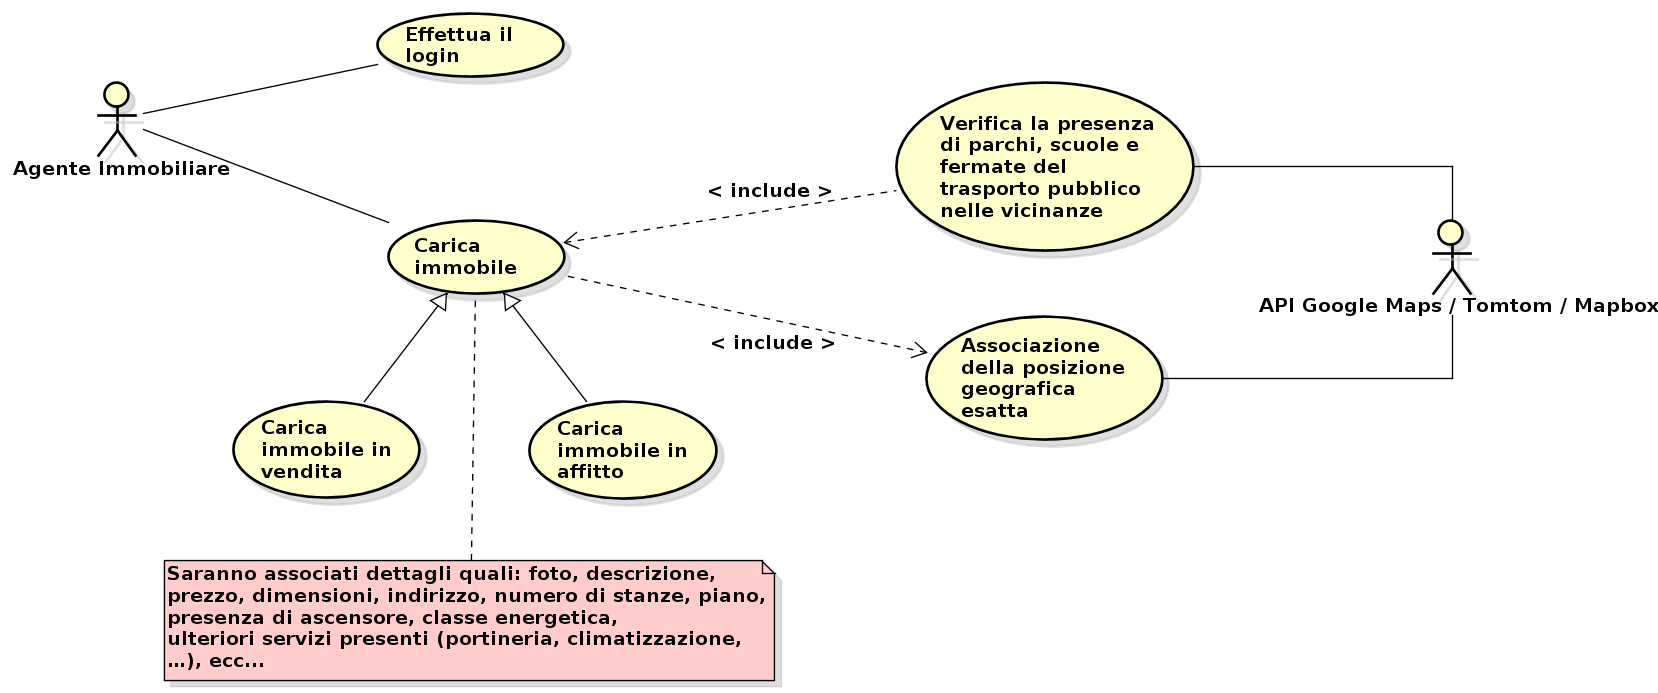 Effettua il
login
Agente Immobiliare
Verifica la presenza
di parchi, scuole e
fermate del
trasporto pubblico
nelle vicinanze
< include >
Carica
immobile
API Google Maps / Tomtom / Mapbox
< include >
Associazione
della posizione
geografica
esatta
Carica
immobile in
vendita
Carica
immobile in
affitto
Saranno associati dettagli quali: foto, descrizione,
prezzo, dimensioni, indirizzo, numero di stanze, piano,
presenza di ascensore, classe energetica,
ulteriori servizi presenti (portineria, climatizzazione,
...), ecc...